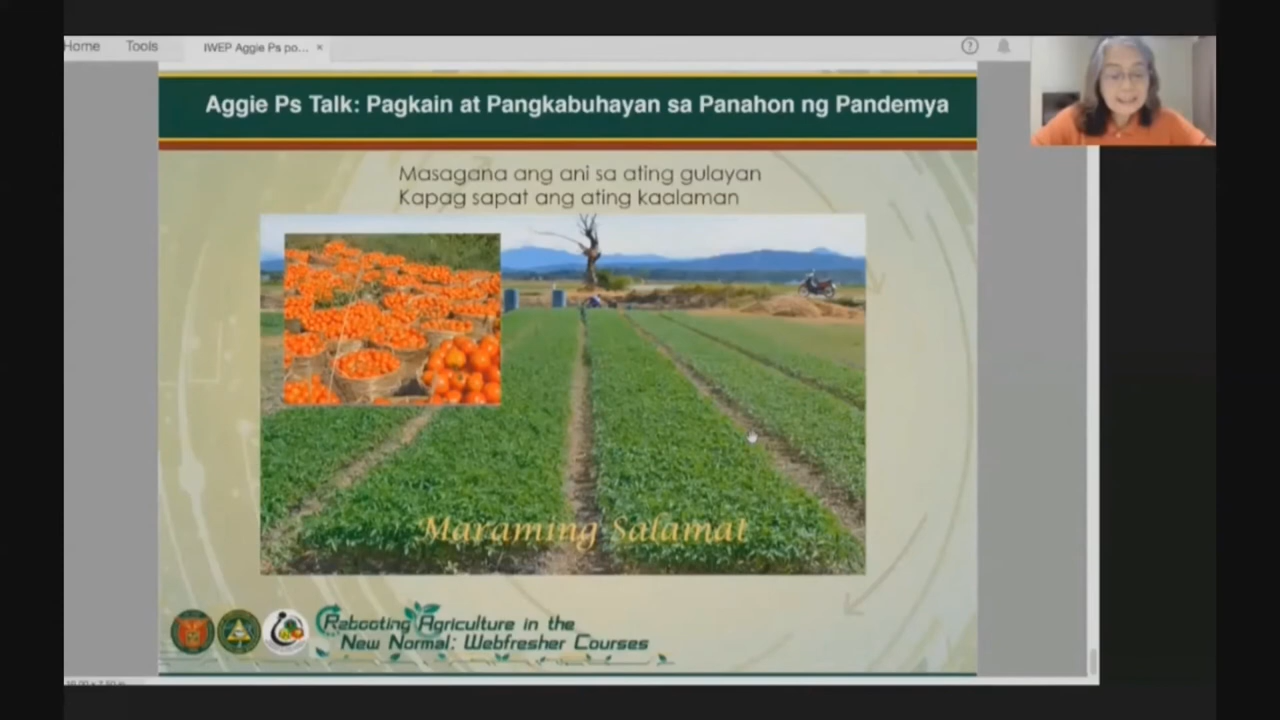 Home Tools IWEP Aggie Ps po... ×
Aggie Ps Talk: Pagkain at Pangkabuhayan sa Panahon ng Pandemya
Masagana ang ani sa ating gulayan
Kapag sapat ang ating kaalaman
Maraming Salamat
Rebooting Agriculture in the
New Normal: Webfresher Courses